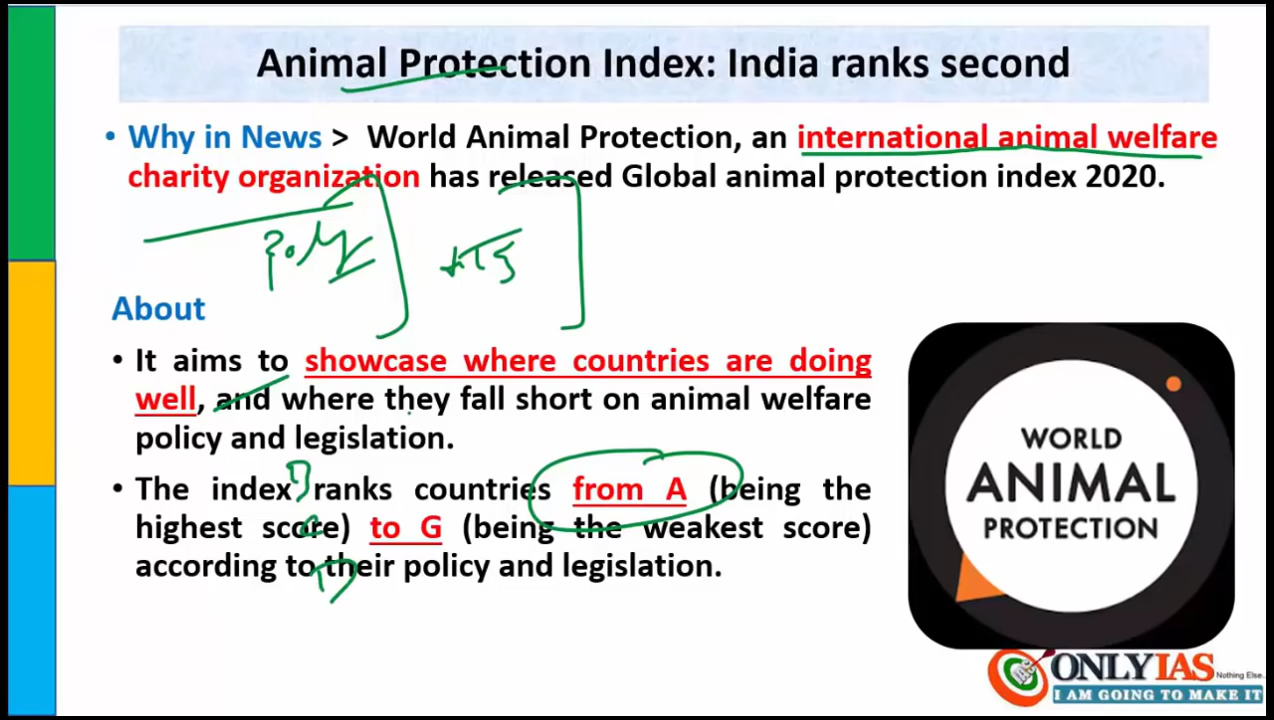 Animal Protection Index: India ranks second
• Why in News > World Animal Protection, an international animal welfare
charity organization has released Global animal protection index 2020.
policy
About
• It aims to showcase where countries are doing
well, and where they fall short on animal welfare
policy and legislation.
• The index ranks countries from A (being the
highest score) to G (being the weakest score)
according to their policy and legislation.
WORLD
ANIMAL
PROTECTION
ONLYIAS
Nothing Else..
I AM GOING TO MAKE IT